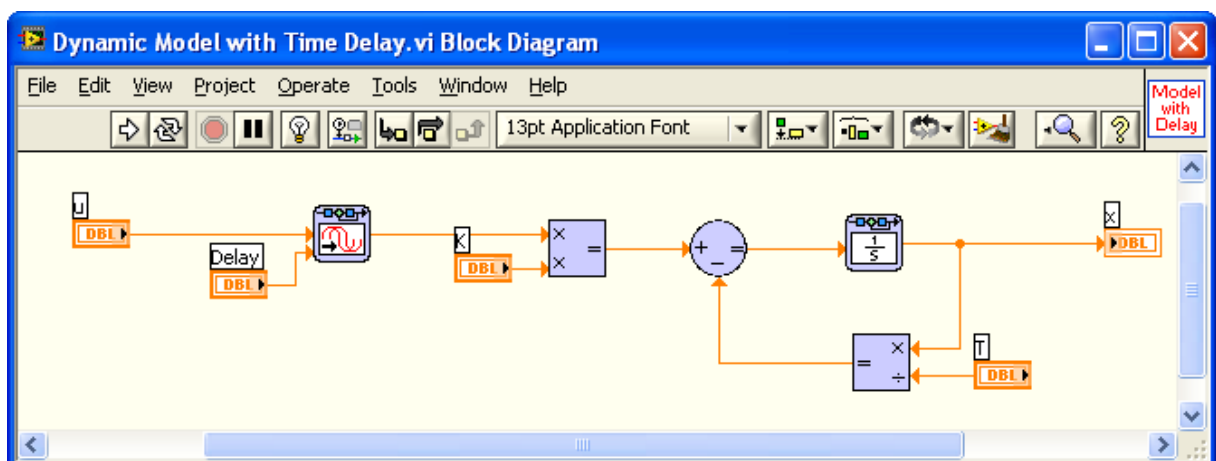 Dynamic Model with Time Delay.vi Block Diagram
File Edit View Project Operate Tools Window Help
Model
with
Delay
13pt Application Font
u
DBL
Delay
DBL
K
DBL
×
×
=
+
−
=
1
s
x
DBL
=
×
÷
T
DBL